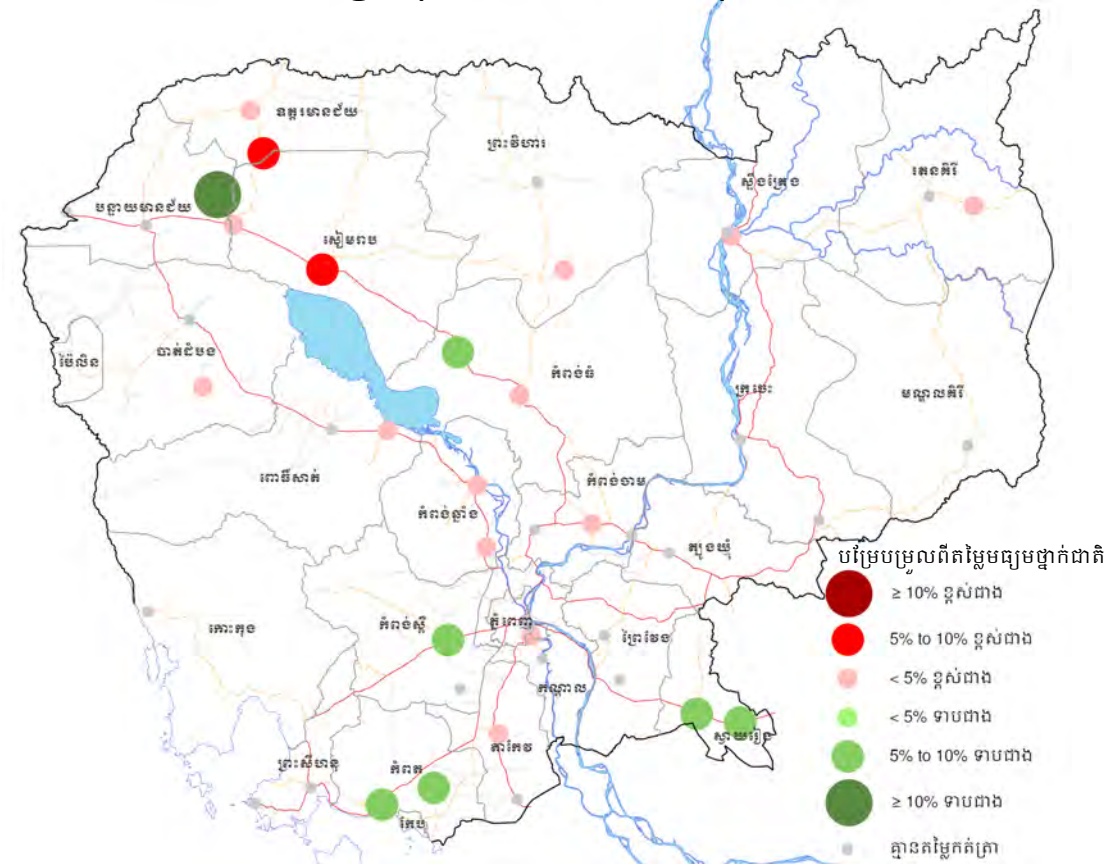 ឧត្តរមានជ័យ
ព្រះវិហារ
ស្ទឹងត្រែង
រតនគិរី
បន្ទាយមានជ័យ
សៀមរាប
ប៉ៃលិន
បាត់ដំបង
កំពង់ធំ
ក្រចេះ
មណ្ឌលគិរី
ពោធិ៍សាត់
កំពង់ចាម
កំពង់ឆ្នាំង
ត្បូងឃ្មុំ
បម្រែបម្រួលពីតម្លៃមធ្យមថ្នាក់ជាតិ
≥ 10% ខ្ពស់ជាង
កោះកុង
កំពង់ស្ពឺ
ភ្នំពេញ
ព្រៃវែង
5% to 10% ខ្ពស់ជាង
< 5% ខ្ពស់ជាង
កណ្តាល
< 5% ទាបជាង
ស្វាយរៀង
តាកែវ
5% to 10% ទាបជាង
ព្រះសីហនុ
កំពត
≥ 10% ទាបជាង
កែប
គ្មានតម្លៃកត់ត្រា